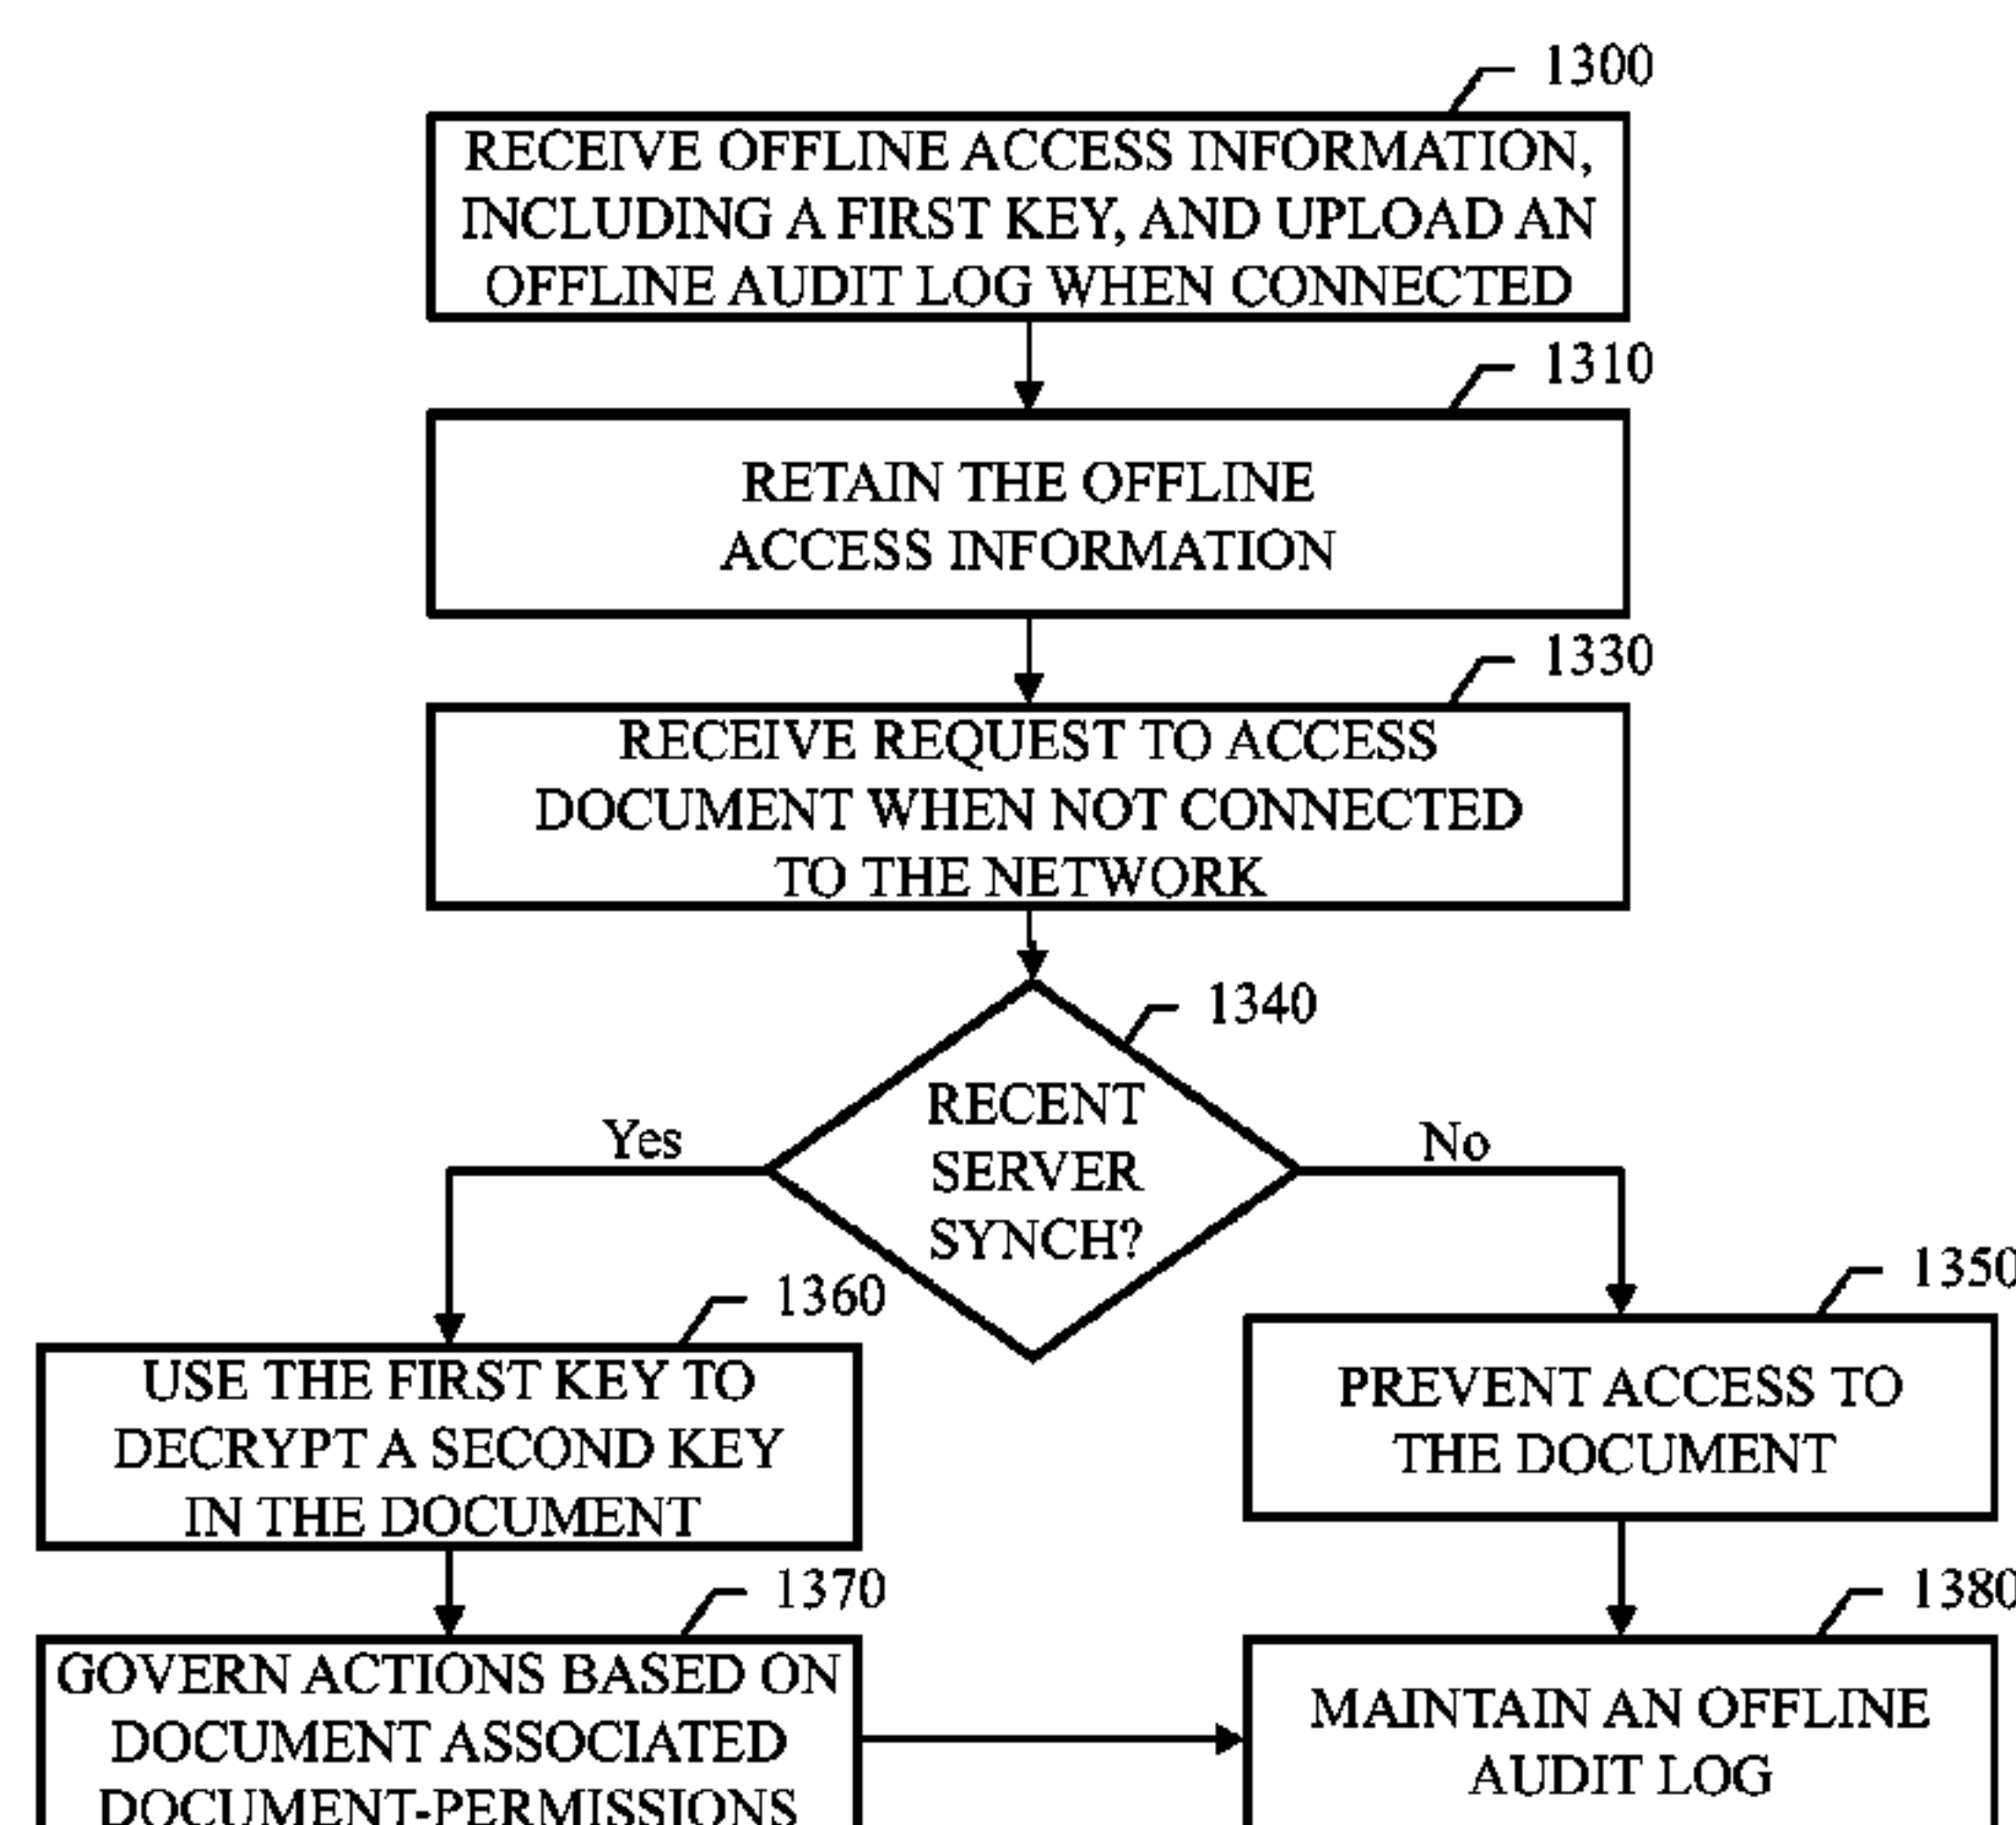 1300
RECEIVE OFFLINE ACCESS INFORMATION,
INCLUDING A FIRST KEY, AND UPLOAD AN
OFFLINE AUDIT LOG WHEN CONNECTED
1310
RETAIN THE OFFLINE
ACCESS INFORMATION
1330
RECEIVE REQUEST TO ACCESS
DOCUMENT WHEN NOT CONNECTED
TO THE NETWORK
1340
RECENT
SERVER
SYNCH?
Yes
No
1360
USE THE FIRST KEY TO
DECRYPT A SECOND KEY
IN THE DOCUMENT
1350
PREVENT ACCESS TO
THE DOCUMENT
1370
GOVERN ACTIONS BASED ON
DOCUMENT ASSOCIATED
DOCUMENT-PERMISSIONS
1380
MAINTAIN AN OFFLINE
AUDIT LOG